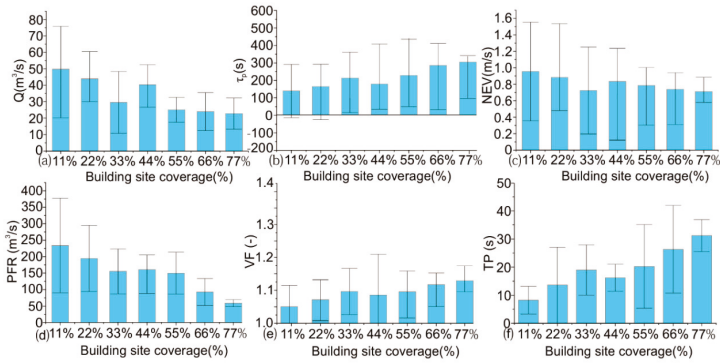 Q(m³/s)
90
80
70
60
50
40
30
20
10
0
(a)
11% 22% 33% 44% 55% 66% 77%
Building site coverage(%)
τp(s)
600
500
400
300
200
100
0
-100
-200
(b)
11% 22% 33% 44% 55% 66% 77%
Building site coverage(%)
NEV(m/s)
1.6
1.4
1.2
1.0
0.8
0.6
0.4
0.2
0.0
(c)
11% 22% 33% 44% 55% 66% 77%
Building site coverage(%)
PFR (m³/s)
400
350
300
250
200
150
100
50
0
(d)
11% 22% 33% 44% 55% 66% 77%
Building site coverage(%)
VF (-)
1.4
1.3
1.2
1.1
1.0
(e)
11% 22% 33% 44% 55% 66% 77%
Building site coverage(%)
TP (s)
50
40
30
20
10
0
(f)
11% 22% 33% 44% 55% 66% 77%
Building site coverage(%)